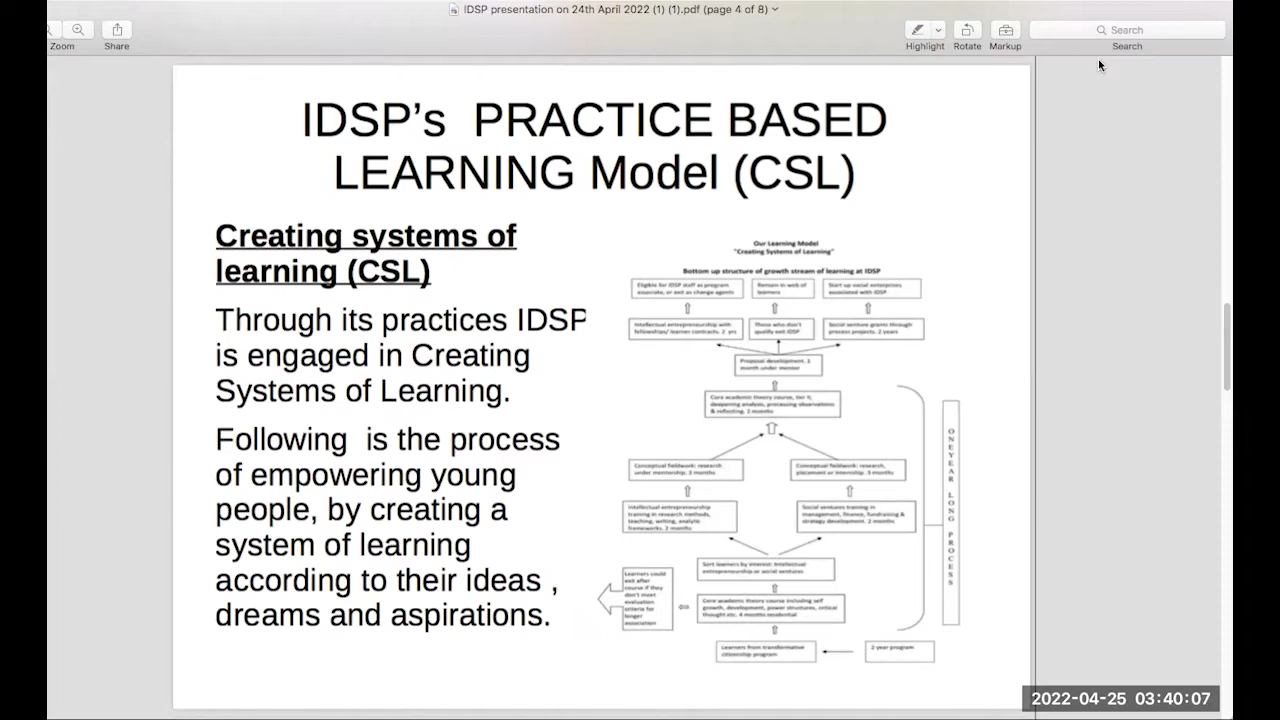 IDSP presentation on 24th April 2022 (1) (1).pdf (page 4 of 8)
Zoom
Share
Highlight
Rotate
Markup
Search
Search
IDSP's PRACTICE BASED
LEARNING Model (CSL)
Creating systems of
learning (CSL)
Through its practices IDSP
is engaged in Creating
Systems of Learning.
Following is the process
of empowering young
people, by creating a
system of learning
according to their ideas ,
dreams and aspirations.
Our Learning Model
"Creating Systems of Learning"
Bottom up structure of growth stream of learning at IDSP
Eligible for IDSP staff as program
associate, or exit as change agents
Remain in web of
learners
Start up social enterprises
associated with IDSP
Intellectual entrepreneurship with
fellowships/ learner contracts. 2 yrs
Those who don't
qualify exit IDSP
Social venture grants through
process projects. 2 years
Proposal development. 1
month under mentor
Core academic theory course, tier II,
deepening analysis, processing observations
& reflecting. 2 months
Conceptual fieldwork: research
under mentorship. 3 months
Conceptual fieldwork: research,
placement or internship. 3 months
Intellectual entrepreneurship
training in research methods,
teaching, writing, analytic
frameworks. 2 months
Social ventures training in
management, finance, fundraising &
strategy development. 2 months
Sort learners by interest: intellectual
entrepreneurship or social ventures
Learners could
exit after
course if they
don't meet
evaluation
criteria for
longer
association
Core academic theory course including self
growth, development, power structures, critical
thought etc. 4 months residential
Learners from transformative
citizenship program
2 year program
ONE YEAR LONG PROCESS
2022-04-25 03:40:07